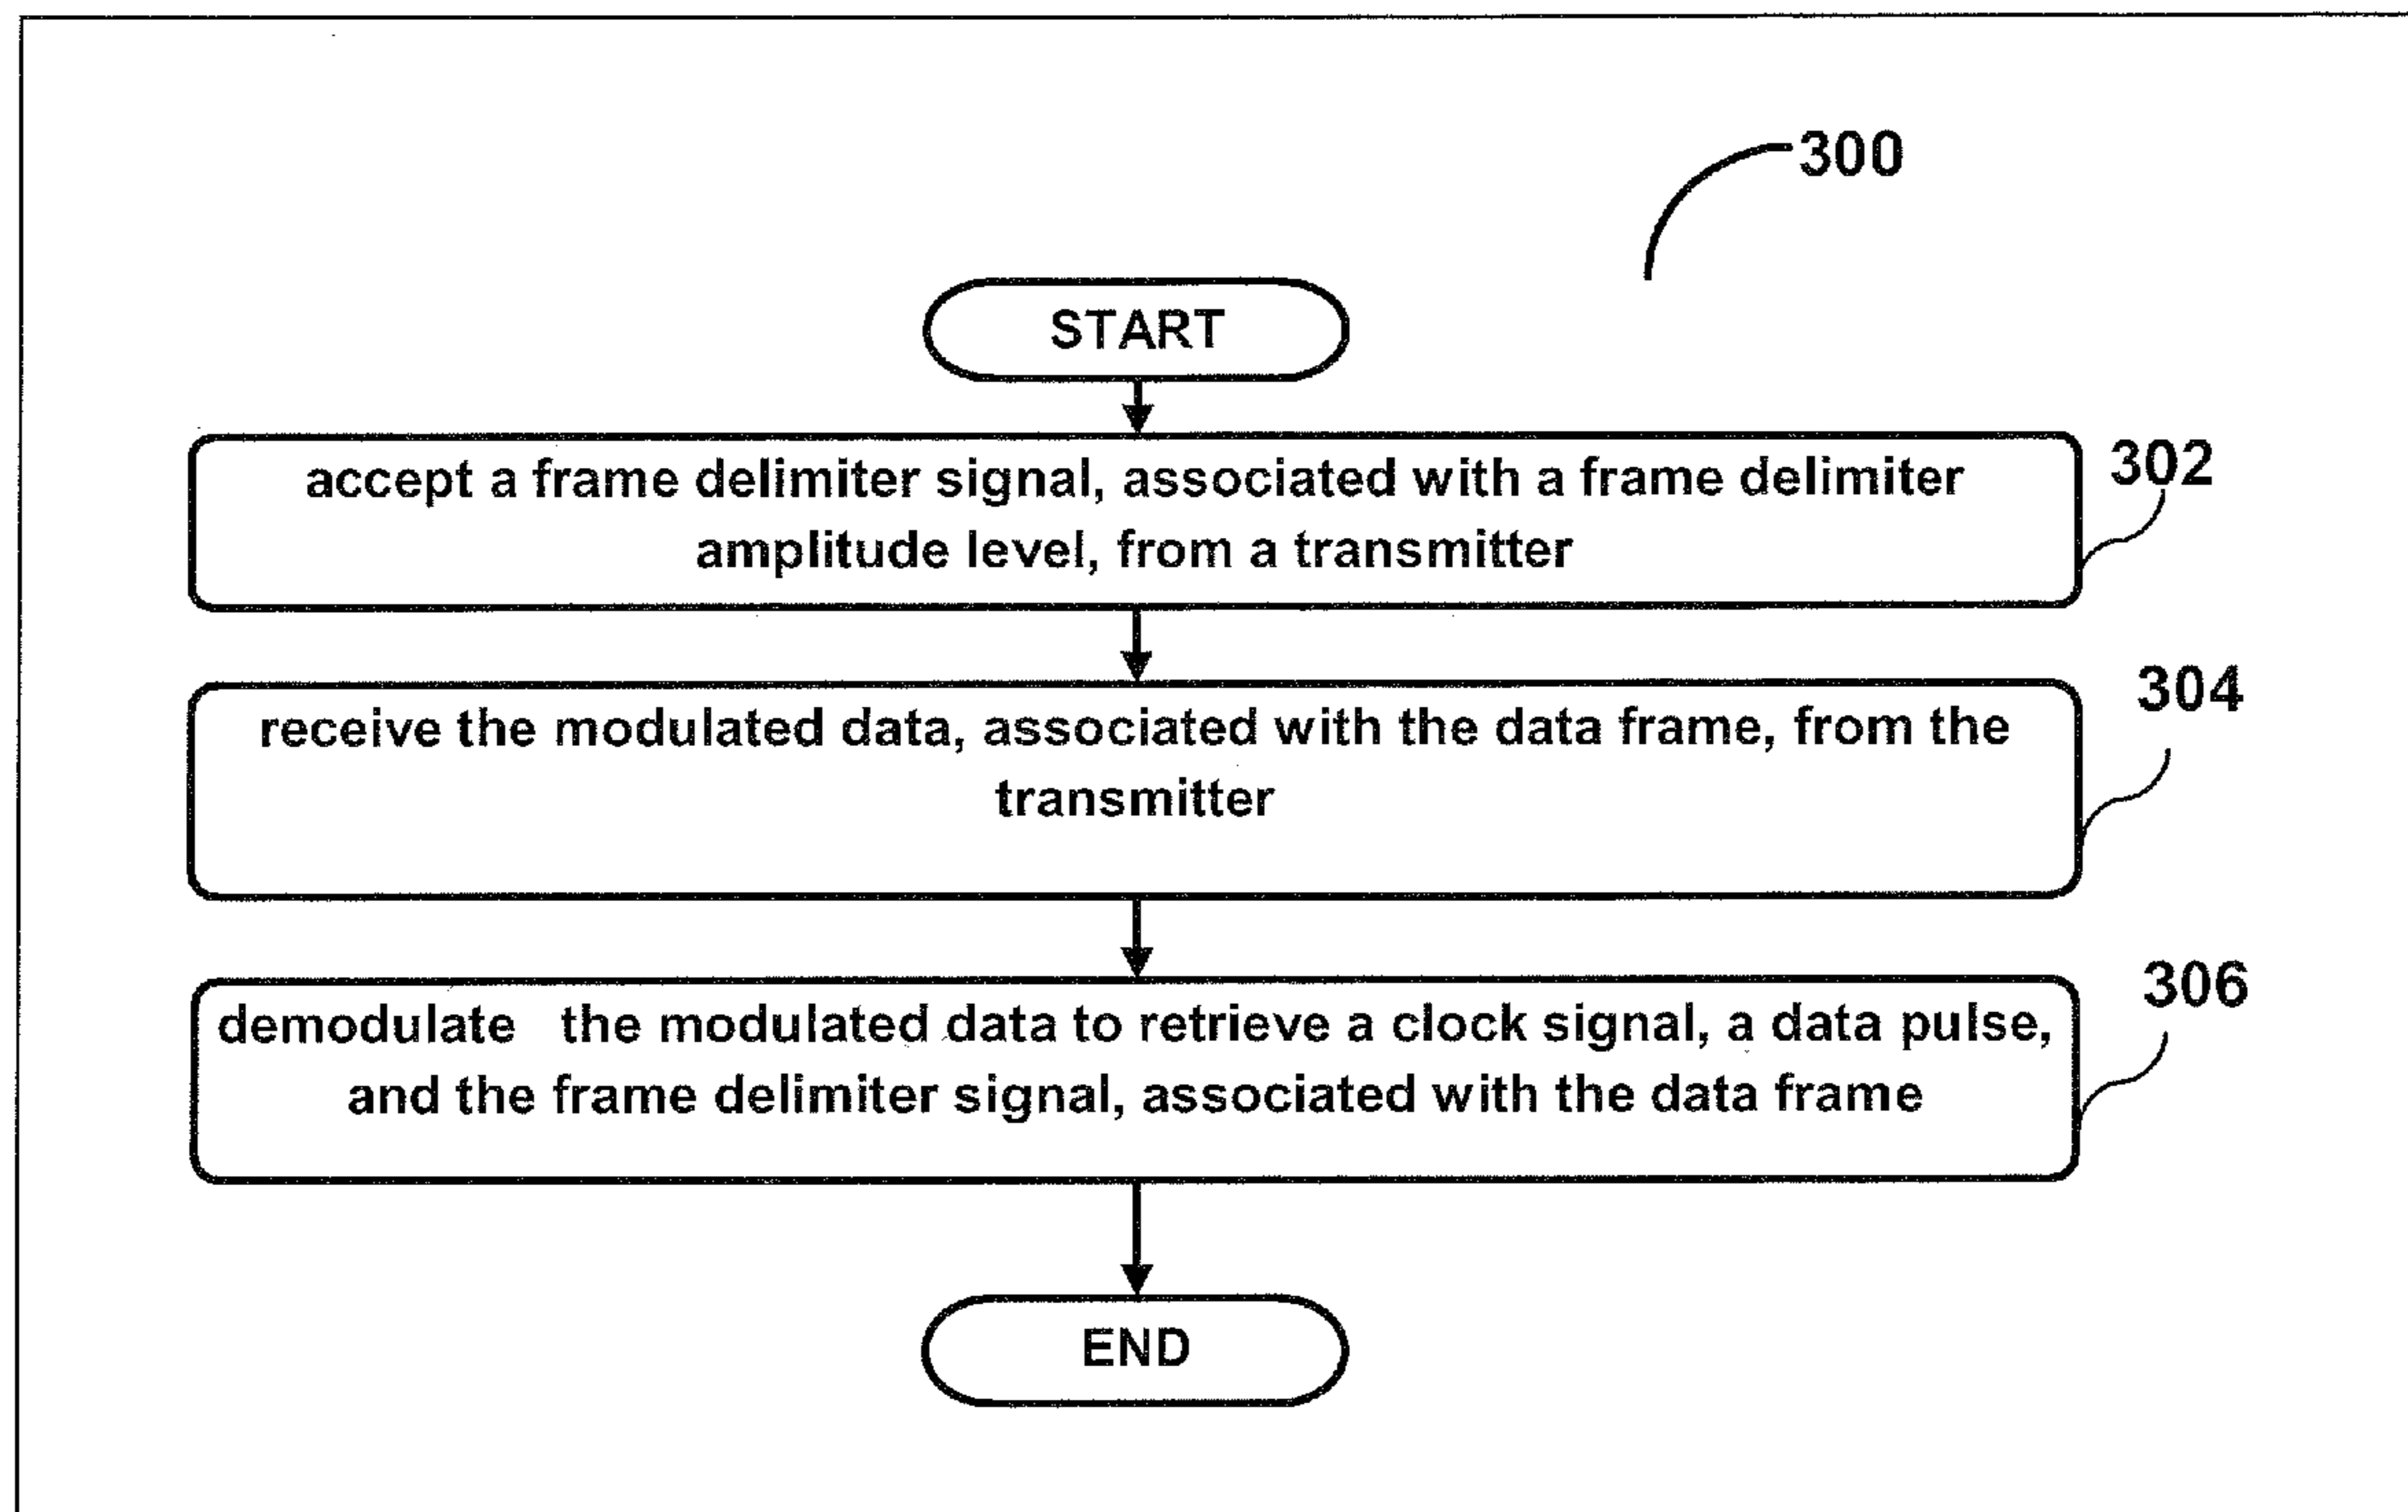 300
START
accept a frame delimiter signal, associated with a frame delimiter
amplitude level, from a transmitter
302
receive the modulated data, associated with the data frame, from the
transmitter
304
demodulate the modulated data to retrieve a clock signal, a data pulse,
and the frame delimiter signal, associated with the data frame
306
END